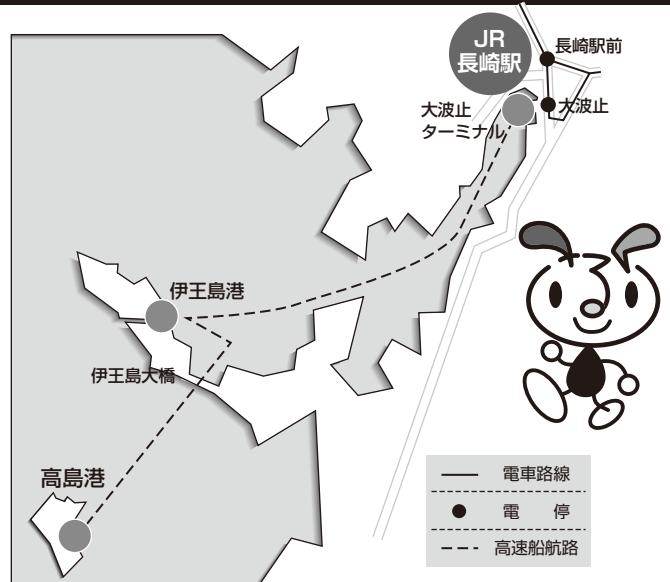 JR
長崎駅
長崎駅前
大波止
ターミナル
大波止
伊王島港
伊王島大橋
高島港
電車路線
電　停
高速船航路